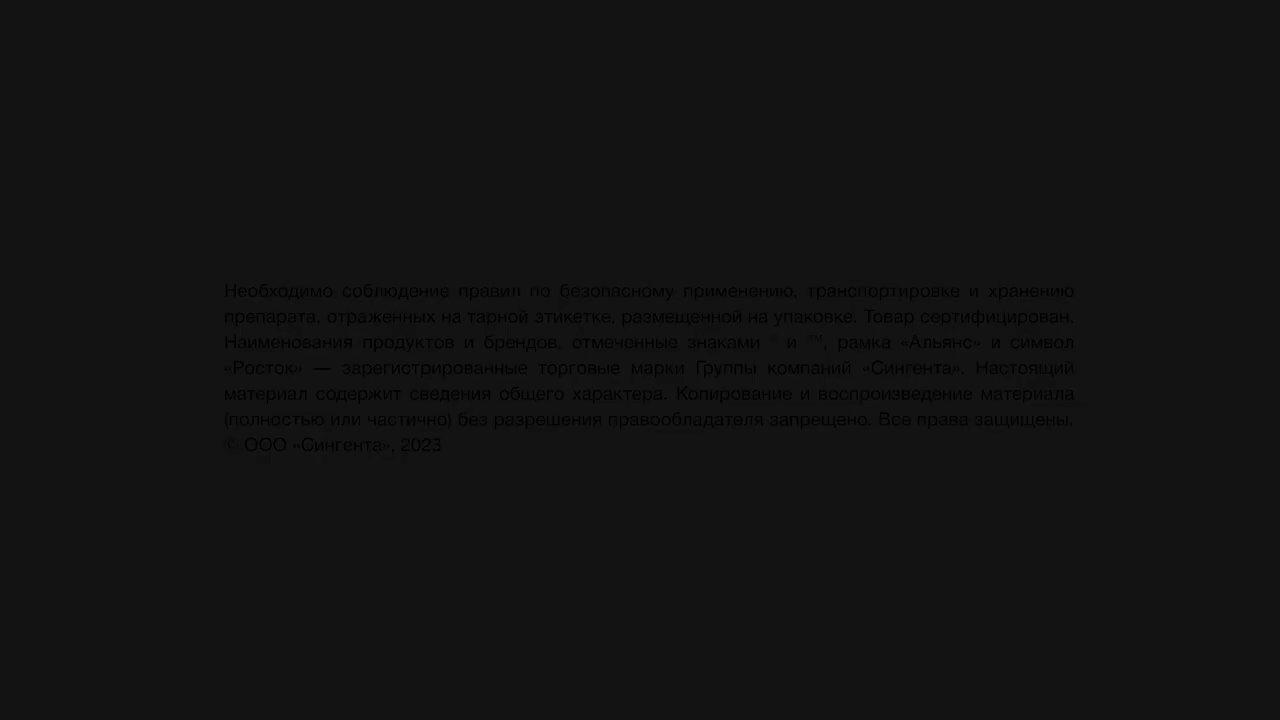 Необходимо соблюдение правил по безопасному применению, транспортировке и хранению
препарата, отраженных на тарной этикетке, размещенной на упаковке. Товар сертифицирован.
Наименования продуктов и брендов, отмеченные знаками ® и ™, рамка «Альянс» и символ
«Росток» — зарегистрированные торговые марки Группы компаний «Сингента». Настоящий
материал содержит сведения общего характера. Копирование и воспроизведение материала
(полностью или частично) без разрешения правообладателя запрещено. Все права защищены.
© ООО «Сингента», 2023